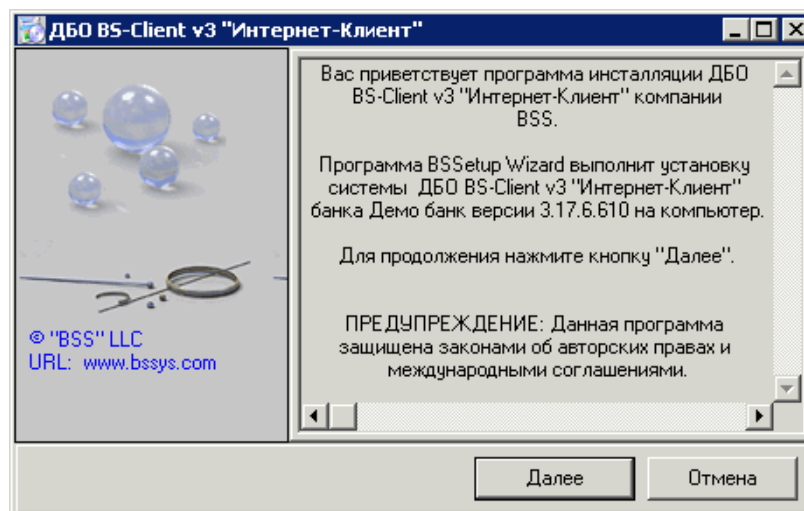 ДБО BS-Client v3 "Интернет-Клиент"
Вас приветствует программа инсталляции ДБО
BS-Client v3 "Интернет-Клиент" компании
BSS.
Программа BSSetup Wizard выполнит установку
системы ДБО BS-Client v3 "Интернет-Клиент"
банка Демо банк версии 3.17.6.610 на компьютер.
Для продолжения нажмите кнопку "Далее".
ПРЕДУПРЕЖДЕНИЕ: Данная программа
защищена законами об авторских правах и
международными соглашениями.
© "BSS" LLC
URL: www.bssys.com
Далее
Отмена